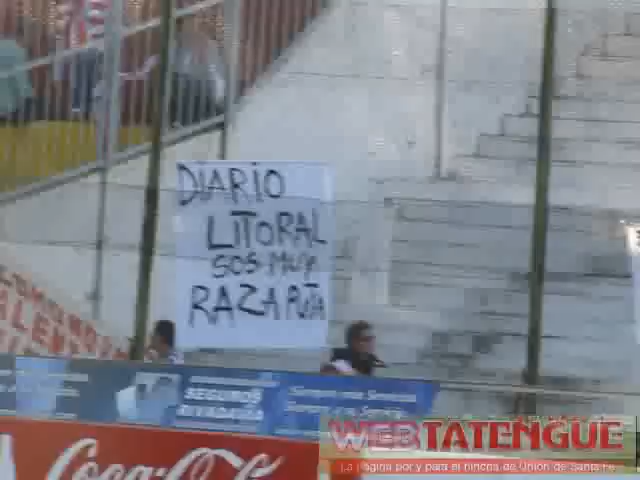 DIARIO
LITORAL
SOS MUY
RAZA PUTA
SEGUROS
RIVADAVIA
Coca-Cola
WEBTATENGUE
La Página por y para el hincha de Unión de Santa Fe